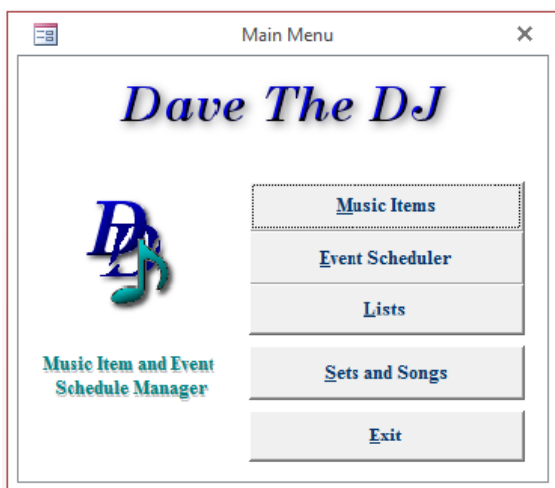 Main Menu
Dave The DJ
DD
Music Items
Event Scheduler
Lists
Music Item and Event
Schedule Manager
Sets and Songs
Exit